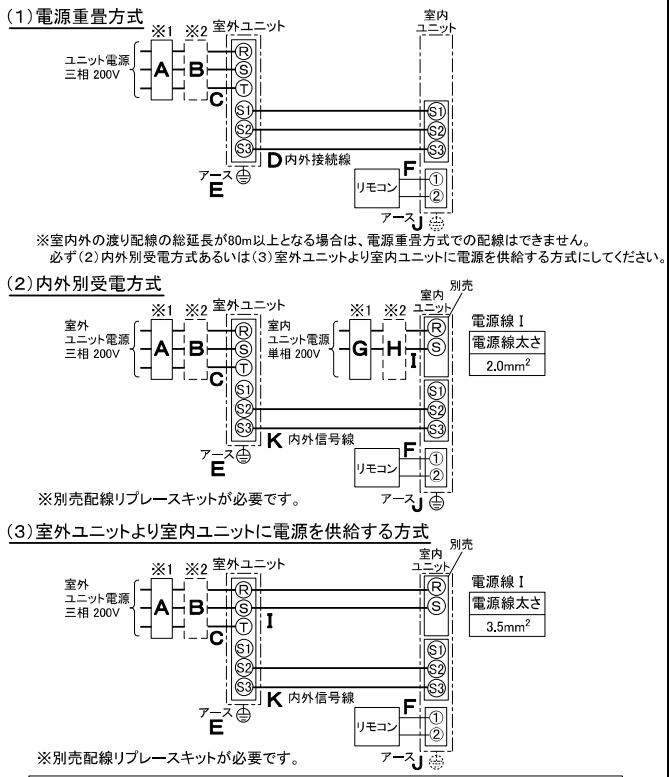 (1)電源重畳方式
※1 ※2 室外ユニット
室内
ユニット
ユニット電源
三相 200V
A B
C
R
S
T
S1
S2
S3
S1
S2
S3
D 内外接続線
アース
E
F
リモコン
①
②
アース J
※室内外の渡り配線の総延長が80m以上となる場合は、電源重畳方式での配線はできません。
必ず(2)内外別受電方式あるいは(3)室外ユニットより室内ユニットに電源を供給する方式にしてください。
(2)内外別受電方式
※1 ※2 室外ユニット
※1 ※2
室内
ユニット
別売
室外
ユニット電源
三相 200V
A B
C
R
S
T
S1
S2
S3
室内
ユニット電源
単相 200V
G H
I
R
S
S1
S2
S3
電源線 I
電源線太さ
2.0mm²
K 内外信号線
アース
E
F
リモコン
①
②
アース J
※別売配線リプレースキットが必要です。
(3)室外ユニットより室内ユニットに電源を供給する方式
※1 ※2 室外ユニット
室内
ユニット
別売
室外
ユニット電源
三相 200V
A B
C
R
S
T
S1
S2
S3
I
R
S
S1
S2
S3
電源線 I
電源線太さ
3.5mm²
K 内外信号線
アース
E
F
リモコン
①
②
アース J
※別売配線リプレースキットが必要です。